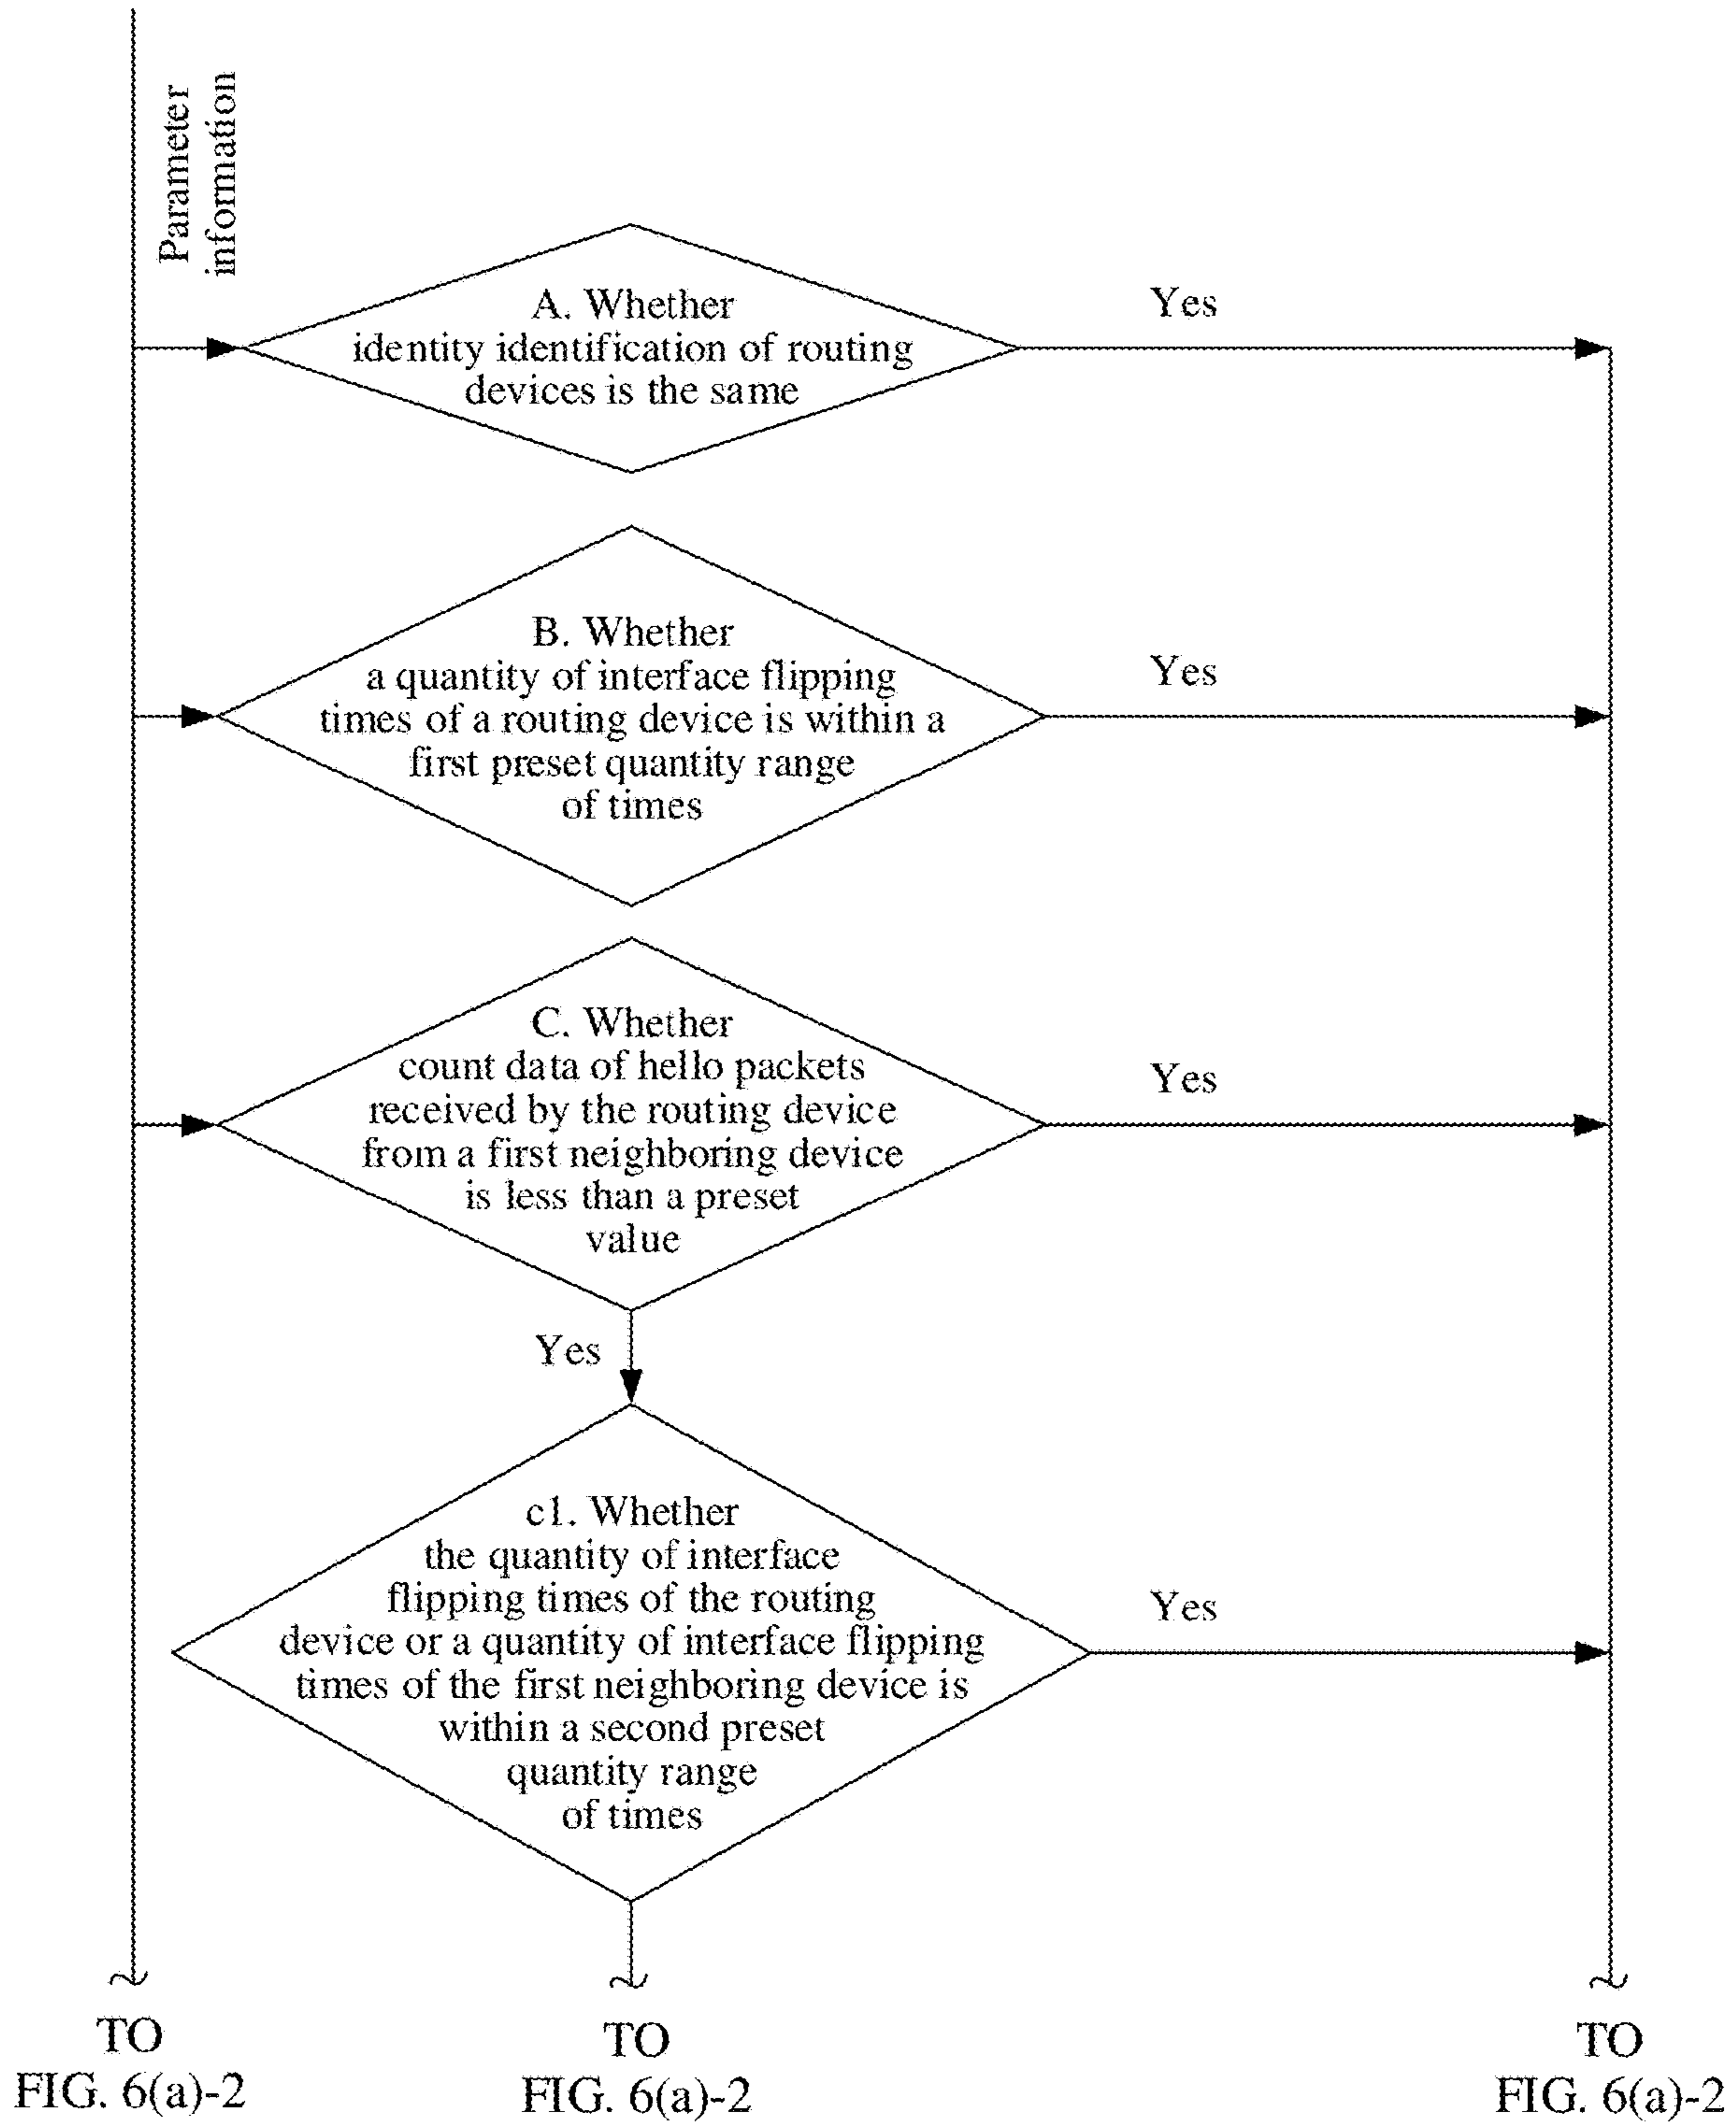 Parameter
information
A. Whether
identity identification of routing
devices is the same
Yes
B. Whether
a quantity of interface flipping
times of a routing device is within a
first preset quantity range
of times
Yes
C. Whether
count data of hello packets
received by the routing device
from a first neighboring device
is less than a preset
value
Yes
Yes
c1. Whether
the quantity of interface
flipping times of the routing
device or a quantity of interface flipping
times of the first neighboring device is
within a second preset
quantity range
of times
Yes
TO
FIG. 6(a)-2
TO
FIG. 6(a)-2
TO
FIG. 6(a)-2